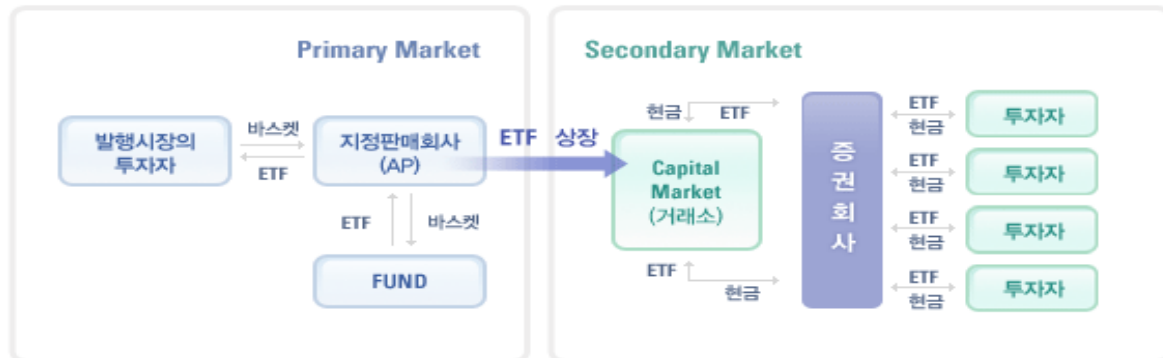 Primary Market
발행시장의
투자자
바스켓
ETF
지정판매회사
(AP)
ETF
바스켓
FUND
ETF 상장
Secondary Market
현금
ETF
Capital
Market
(거래소)
ETF
현금
증
권
회
사
ETF
현금
투자자
ETF
현금
투자자
ETF
현금
투자자
ETF
현금
투자자